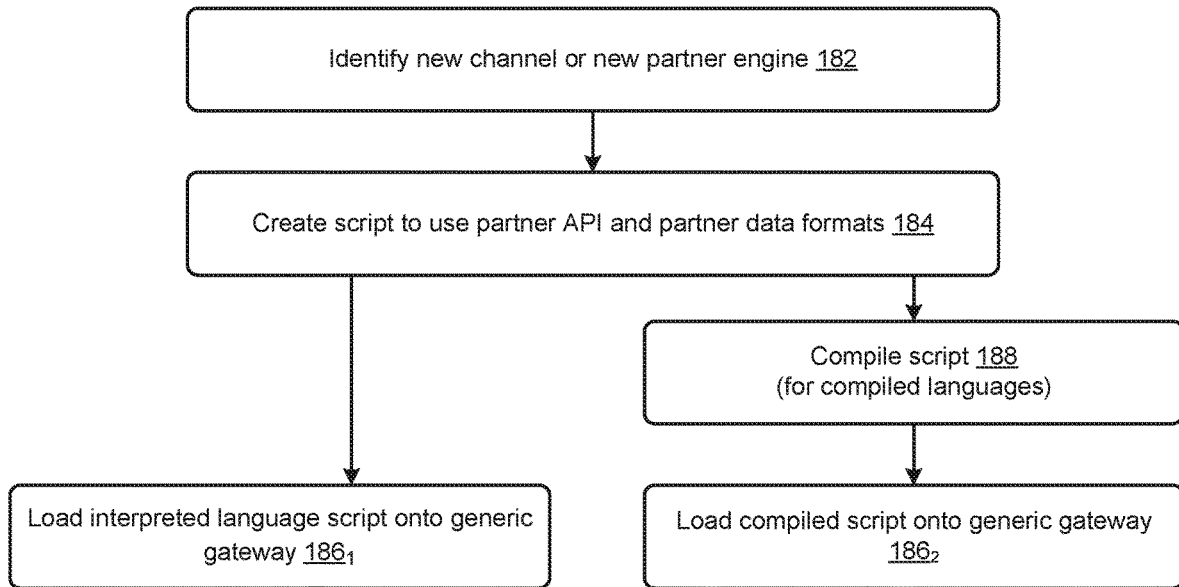 Identify new channel or new partner engine 182
Create script to use partner API and partner data formats 184
Compile script 188
(for compiled languages)
Load interpreted language script onto generic
gateway 186₁
Load compiled script onto generic gateway
186₂